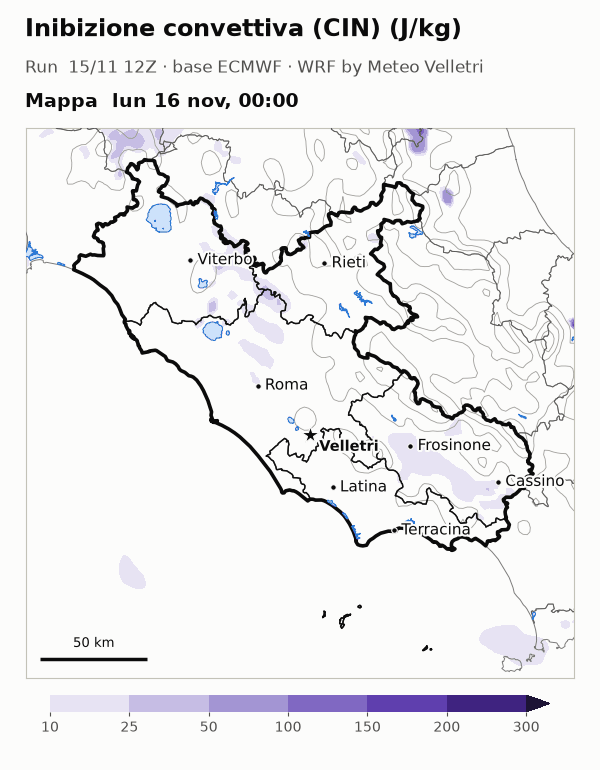 Inibizione convettiva (CIN) (J/kg)
Run  15/11 12Z · base ECMWF · WRF by Meteo Velletri
Mappa  lun 16 nov, 00:00
Viterbo
Rieti
Roma
Velletri
Frosinone
Cassino
Latina
Terracina
50 km
10 25 50 100 150 200 300